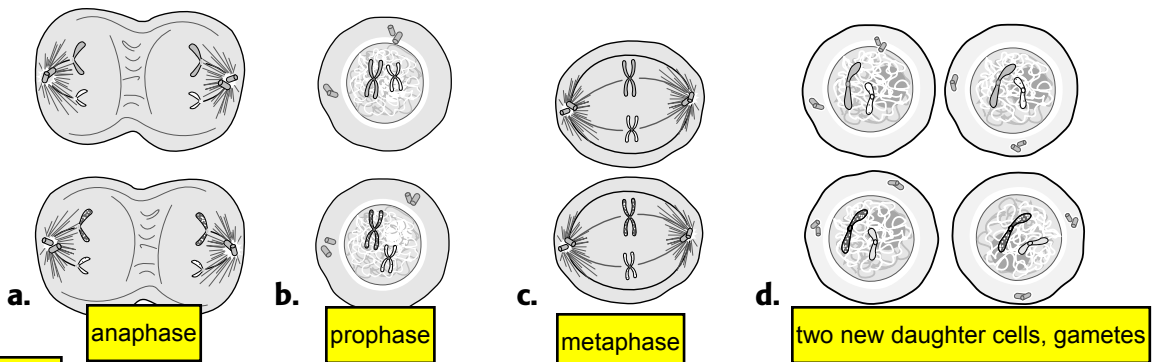 a.
anaphase
b.
prophase
c.
metaphase
d.
two new daughter cells, gametes